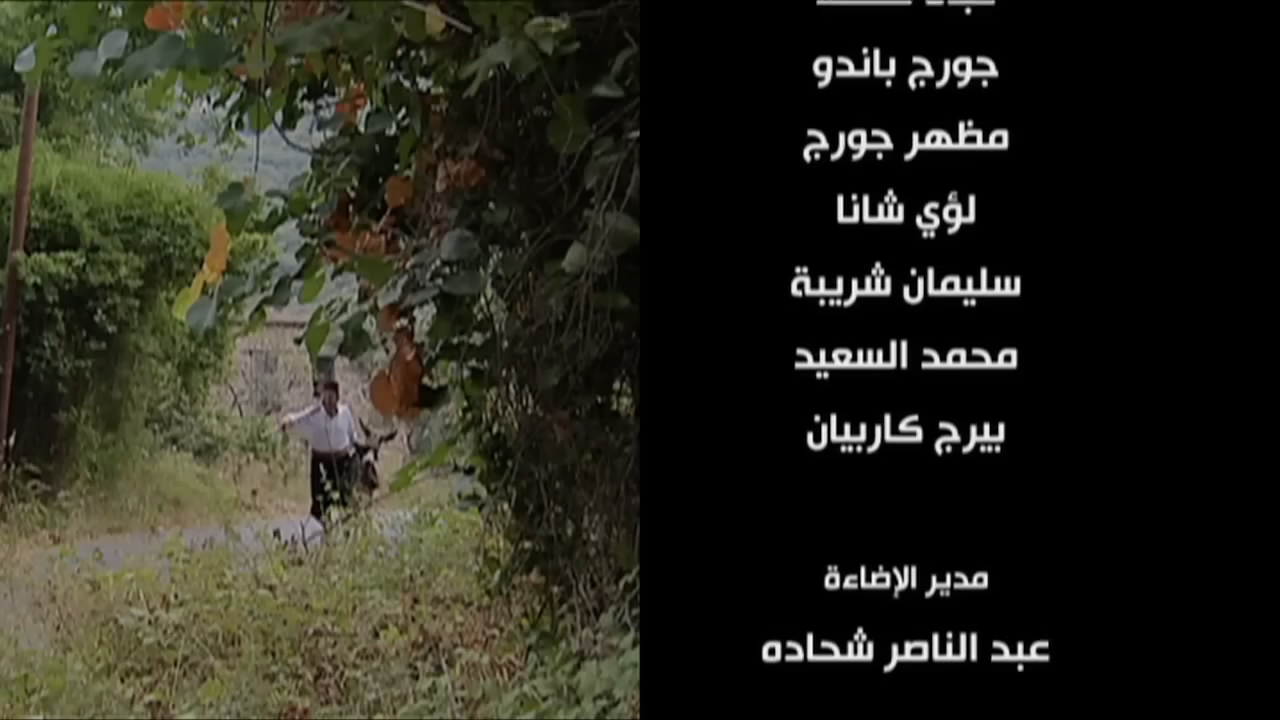 جورج باندو
مظهر جورج
لؤي شانا
سليمان شريبة
محمد السعيد
بيرج كاربيان
مدير الإضاءة
عبد الناصر شحاده